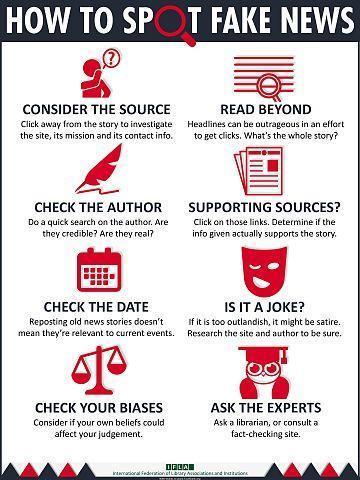 HOW TO SPOT FAKE NEWS
?
CONSIDER THE SOURCE
Click away from the story to investigate
the site, its mission and its contact info.
READ BEYOND
Headlines can be outrageous in an effort
to get clicks. What's the whole story?
CHECK THE AUTHOR
Do a quick search on the author. Are
they credible? Are they real?
SUPPORTING SOURCES?
Click on those links. Determine if the
info given actually supports the story.
CHECK THE DATE
Reposting old news stories doesn't
mean they're relevant to current events.
IS IT A JOKE?
If it is too outlandish, it might be satire.
Research the site and author to be sure.
CHECK YOUR BIASES
Consider if your own beliefs could
affect your judgement.
ASK THE EXPERTS
Ask a librarian, or consult a
fact-checking site.
IFLA
International Federation of Library Associations and Institutions